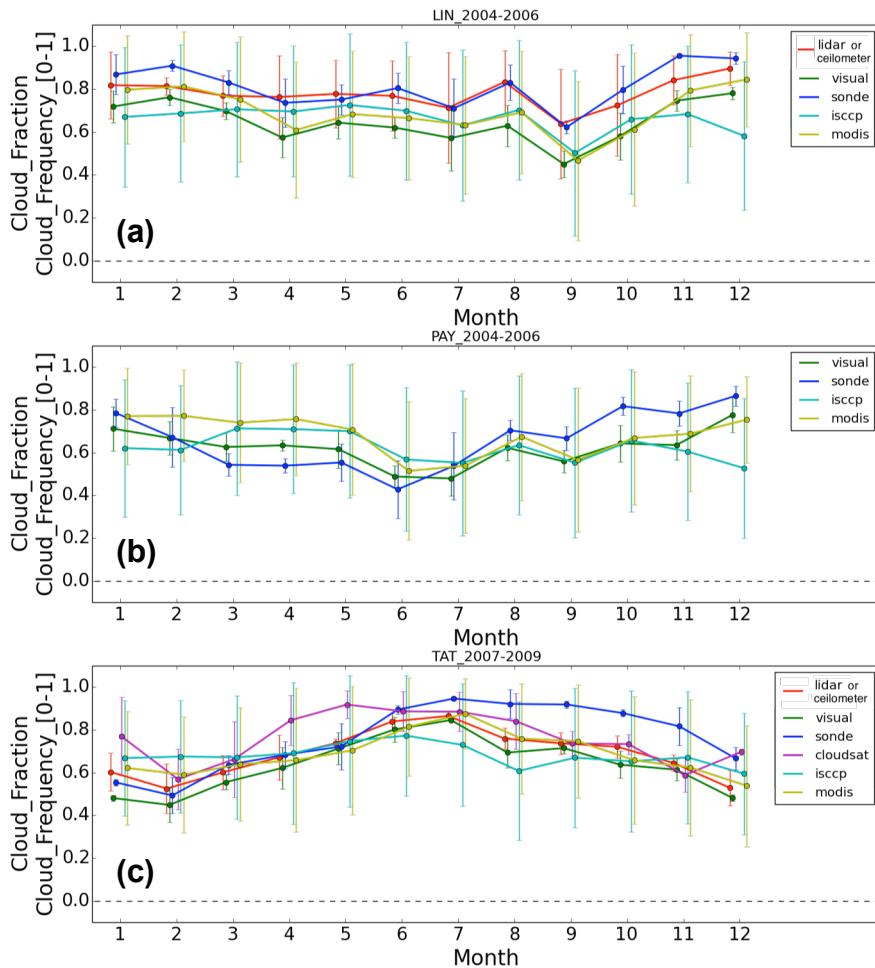 LIN_2004-2006
Cloud_Fraction
Cloud_Frequency_[0-1]
1.0
0.8
0.6
0.4
0.2
0.0
(a)
lidar or
ceilometer
visual
sonde
isccp
modis
1 2 3 4 5 6 7 8 9 10 11 12
Month
PAY_2004-2006
Cloud_Fraction
Cloud_Frequency_[0-1]
1.0
0.8
0.6
0.4
0.2
0.0
(b)
visual
sonde
isccp
modis
1 2 3 4 5 6 7 8 9 10 11 12
Month
TAT_2007-2009
Cloud_Fraction
Cloud_Frequency_[0-1]
1.0
0.8
0.6
0.4
0.2
0.0
(c)
lidar or
ceilometer
visual
sonde
cloudsat
isccp
modis
1 2 3 4 5 6 7 8 9 10 11 12
Month